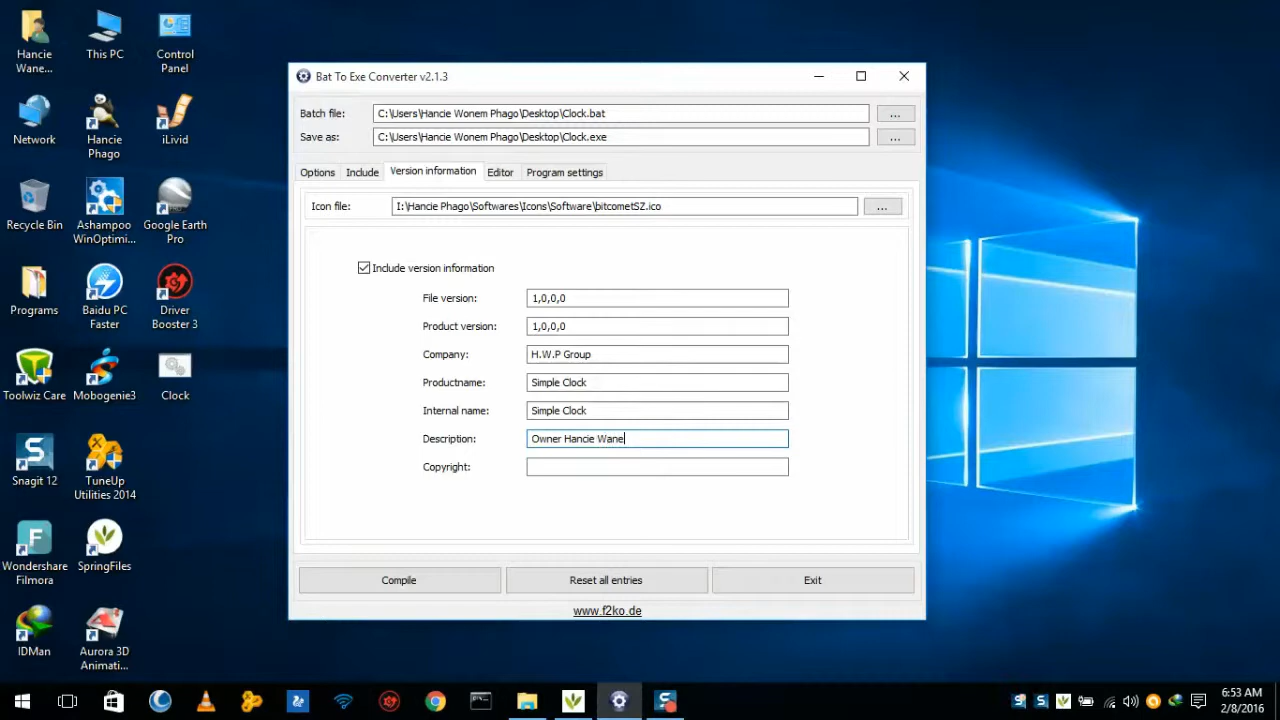 Hancie
Wane...
This PC
Control
Panel
Network
Hancie
Phago
iLivid
Recycle Bin
Ashampoo
WinOptimi...
Google Earth
Pro
Programs
Baidu PC
Faster
Driver
Booster 3
Toolwiz Care
Mobogenie3
Clock
Snagit 12
TuneUp
Utilities 2014
Wondershare
Filmora
SpringFiles
IDMan
Aurora 3D
Animati...
Bat To Exe Converter v2.1.3
Batch file: C:\Users\Hancie Wonem Phago\Desktop\Clock.bat ...
Save as: C:\Users\Hancie Wonem Phago\Desktop\Clock.exe ...
Options Include Version information Editor Program settings
Icon file: I:\Hancie Phago\Softwares\Icons\Software\bitcometSZ.ico ...
Include version information
File version: 1,0,0,0
Product version: 1,0,0,0
Company: H.W.P Group
Productname: Simple Clock
Internal name: Simple Clock
Description: Owner Hancie Wane
Copyright:
Compile Reset all entries Exit
www.f2ko.de
6:53 AM
2/8/2016